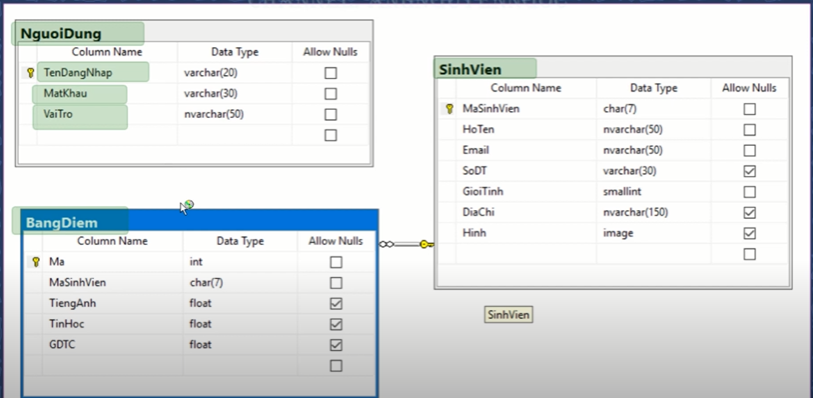 NguoiDung
Column Name Data Type Allow Nulls
TenDangNhap varchar(20)
MatKhau varchar(30)
VaiTro nvarchar(50)
SinhVien
Column Name Data Type Allow Nulls
MaSinhVien char(7)
HoTen nvarchar(50)
Email nvarchar(50)
SoDT varchar(30)
GioiTinh smallint
DiaChi nvarchar(150)
Hinh image
BangDiem
Column Name Data Type Allow Nulls
Ma int
MaSinhVien char(7)
TiengAnh float
TinHoc float
GDTC float
SinhVien